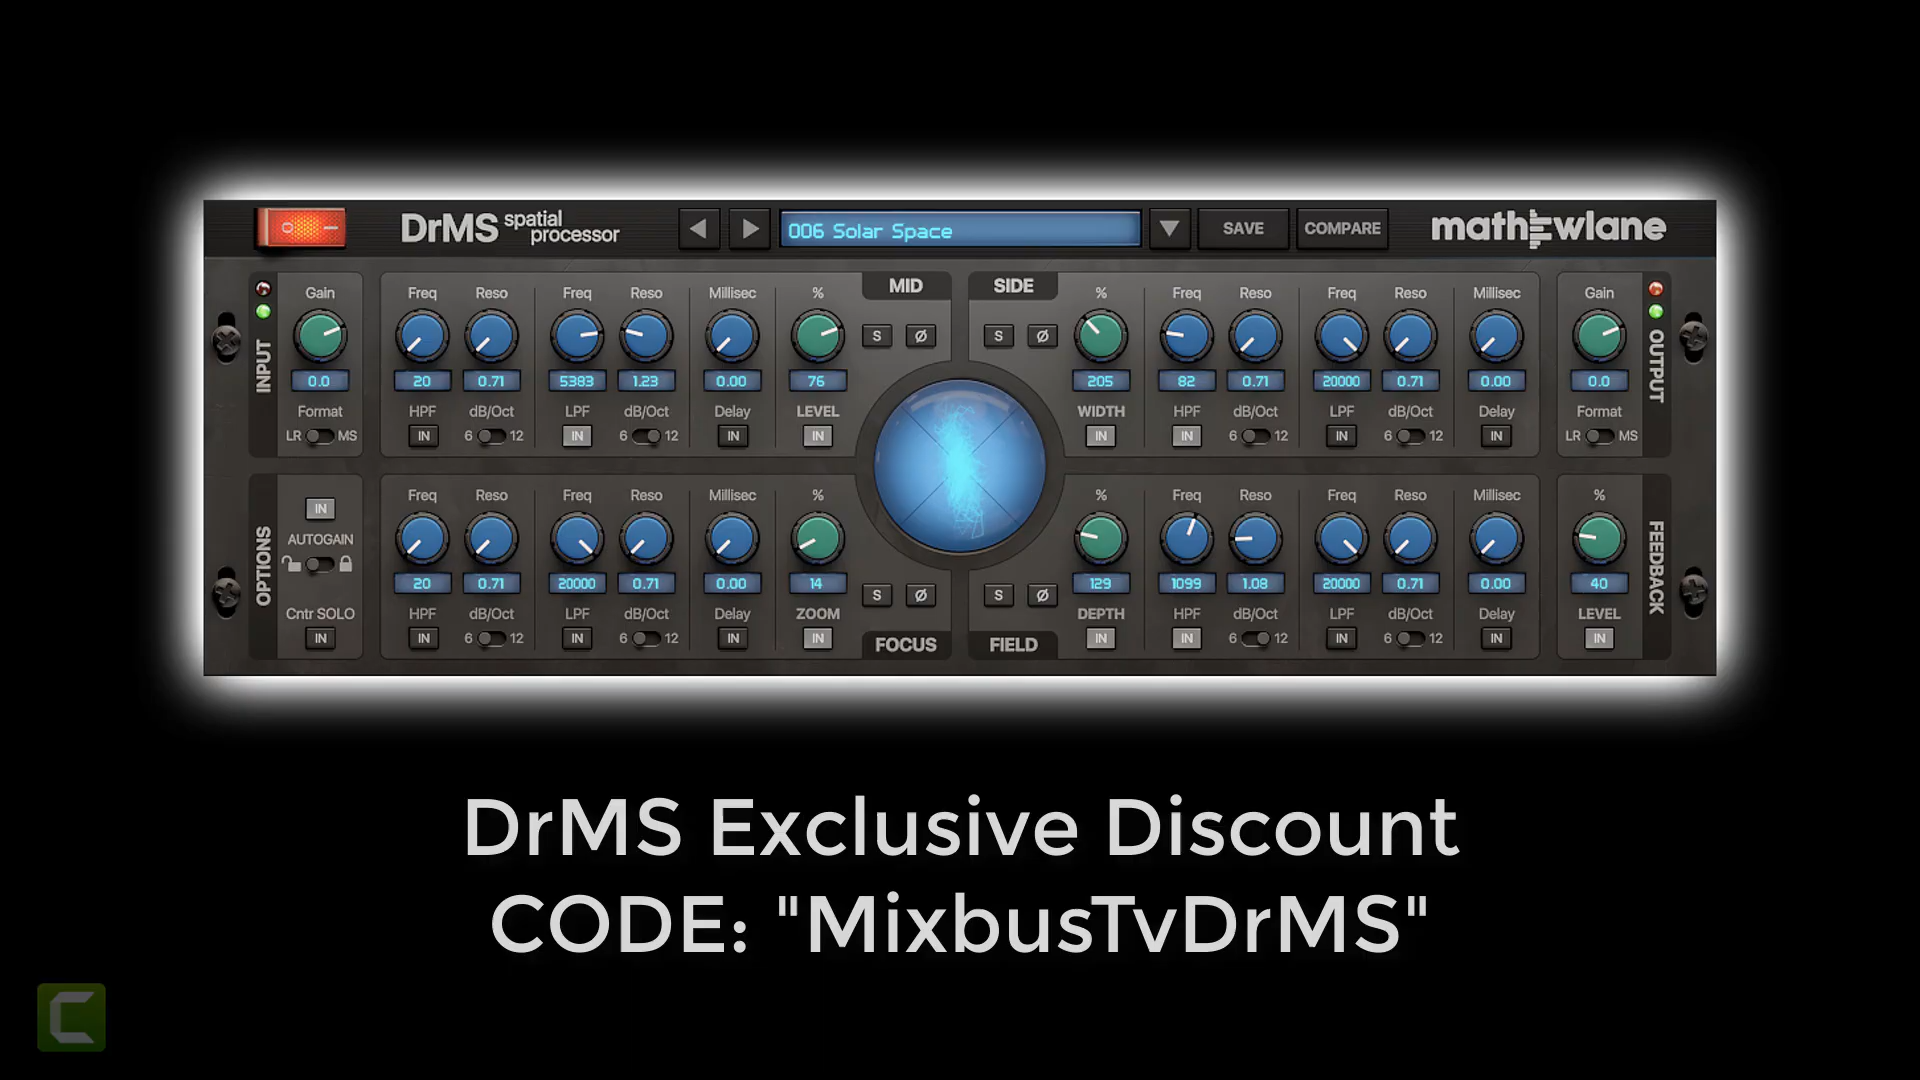 DrMS spatial processor
006 Solar Space
SAVE
COMPARE
mathewlane
INPUT
Gain
0.0
Format
LR MS
MID
Freq Reso Freq Reso Millisec %
20 0.71 5383 1.23 0.00 76
HPF dB/Oct LPF dB/Oct Delay LEVEL
IN 6 12 IN 6 12 IN IN
S Ø
SIDE
S Ø
% Freq Reso Freq Reso Millisec
205 82 0.71 20000 0.71 0.00
WIDTH HPF dB/Oct LPF dB/Oct Delay
IN IN 6 12 IN 6 12 IN
OUTPUT
Gain
0.0
Format
LR MS
OPTIONS
IN
AUTOGAIN
Cntr SOLO
IN
Freq Reso Freq Reso Millisec %
20 0.71 20000 0.71 0.00 14
HPF dB/Oct LPF dB/Oct Delay ZOOM
IN 6 12 IN 6 12 IN IN
S Ø
FOCUS
S Ø
FIELD
% Freq Reso Freq Reso Millisec
129 1099 1.08 20000 0.71 0.00
DEPTH HPF dB/Oct LPF dB/Oct Delay
IN IN 6 12 IN 6 12 IN
FEEDBACK
%
40
LEVEL
IN
DrMS Exclusive Discount
CODE: "MixbusTvDrMS"